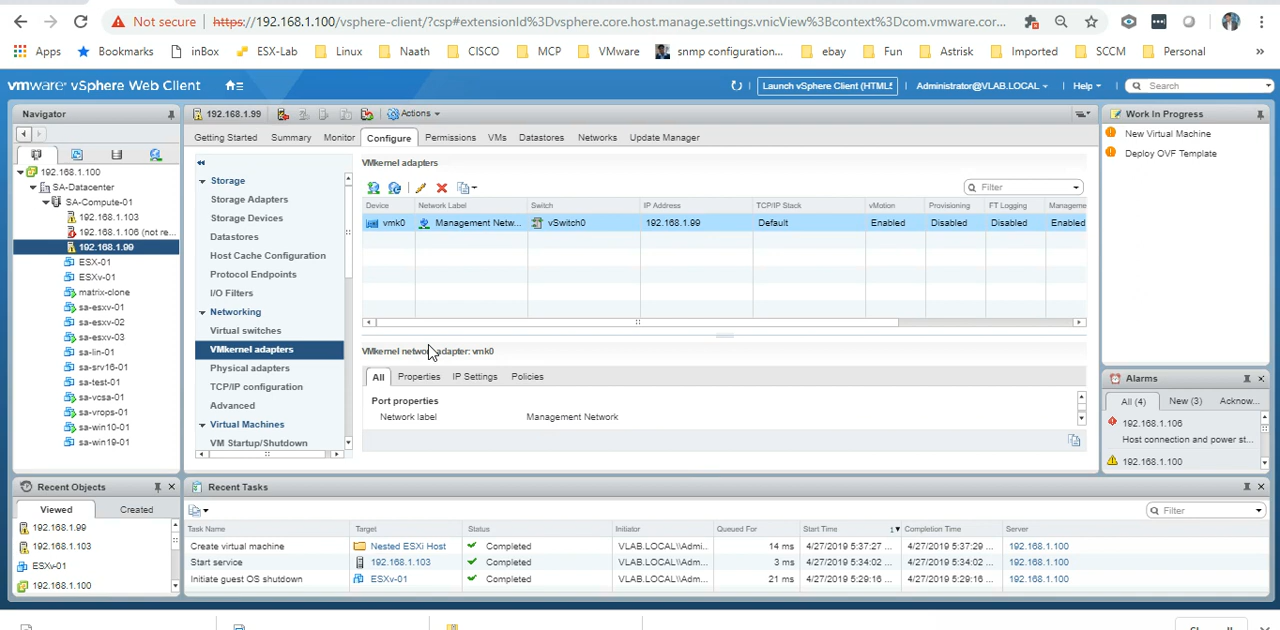 Not secure
https://192.168.1.100/vsphere-client/?csp#extensionId%3Dvsphere.core.host.manage.settings.vnicView%3Bcontext%3Dcom.vmware.cor...
Apps Bookmarks inBox ESX-Lab Linux Naath CISCO MCP VMware snmp configuration... ebay Fun Astrisk Imported SCCM Personal »
vmware® vSphere Web Client
Launch vSphere Client (HTML5
Administrator@VLAB.LOCAL
Help
Search
Navigator
192.168.1.100
SA-Datacenter
SA-Compute-01
192.168.1.103
192.168.1.106 (not re...
192.168.1.99
ESX-01
ESXv-01
matrix-clone
sa-esxv-01
sa-esxv-02
sa-esxv-03
sa-lin-01
sa-srv16-01
sa-test-01
sa-vcsa-01
sa-vrops-01
sa-win10-01
sa-win19-01
192.168.1.99 Actions
Getting Started Summary Monitor Configure Permissions VMs Datastores Networks Update Manager
Storage
Storage Adapters
Storage Devices
Datastores
Host Cache Configuration
Protocol Endpoints
I/O Filters
Networking
Virtual switches
VMkernel adapters
Physical adapters
TCP/IP configuration
Advanced
Virtual Machines
VM Startup/Shutdown
VMkernel adapters
Filter
Device Network Label Switch IP Address TCP/IP Stack vMotion Provisioning FT Logging Manageme
vmk0 Management Netw... vSwitch0 192.168.1.99 Default Enabled Disabled Disabled Enabled
VMkernel network adapter: vmk0
All Properties IP Settings Policies
Port properties
Network label Management Network
Work In Progress
New Virtual Machine
Deploy OVF Template
Alarms
All (4) New (3) Acknow...
192.168.1.106
Host connection and power st...
192.168.1.100
Recent Objects
Viewed Created
192.168.1.99
192.168.1.103
ESXv-01
192.168.1.100
Recent Tasks
Filter
Task Name Target Status Initiator Queued For Start Time 1 Completion Time Server
Create virtual machine Nested ESXi Host Completed VLAB.LOCAL\Admi... 14 ms 4/27/2019 5:37:27 ... 4/27/2019 5:37:29 ... 192.168.1.100
Start service 192.168.1.103 Completed VLAB.LOCAL\Admi... 3 ms 4/27/2019 5:34:02 ... 4/27/2019 5:34:02 ... 192.168.1.100
Initiate guest OS shutdown ESXv-01 Completed VLAB.LOCAL\Admi... 21 ms 4/27/2019 5:29:16 ... 4/27/2019 5:29:16 ... 192.168.1.100